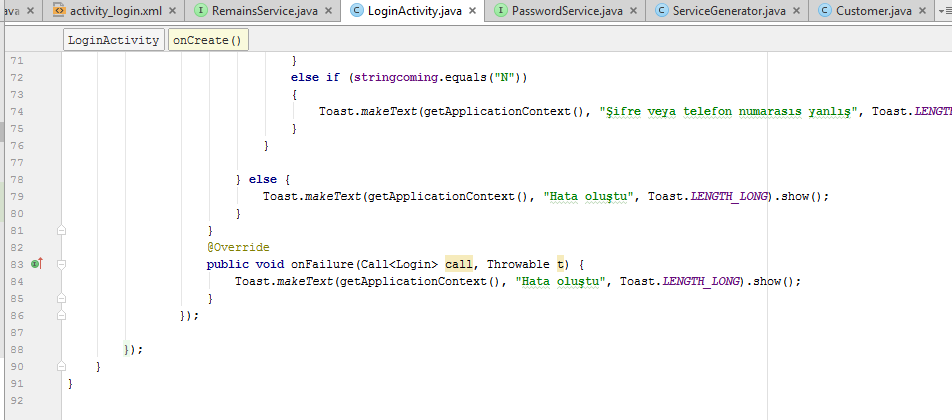 ava
activity_login.xml
RemainsService.java
LoginActivity.java
PasswordService.java
ServiceGenerator.java
Customer.java
LoginActivity
onCreate()
71 }
72 else if (stringcoming.equals("N"))
73 {
74 Toast.makeText(getApplicationContext(), "Şifre veya telefon numarasıs yanlış", Toast.LENGTH
75 }
76 }
77
78 } else {
79 Toast.makeText(getApplicationContext(), "Hata oluştu", Toast.LENGTH_LONG).show();
80 }
81 }
82 @Override
83 public void onFailure(Call<Login> call, Throwable t) {
84 Toast.makeText(getApplicationContext(), "Hata oluştu", Toast.LENGTH_LONG).show();
85 }
86 });
87
88 });
90 }
91 }
92